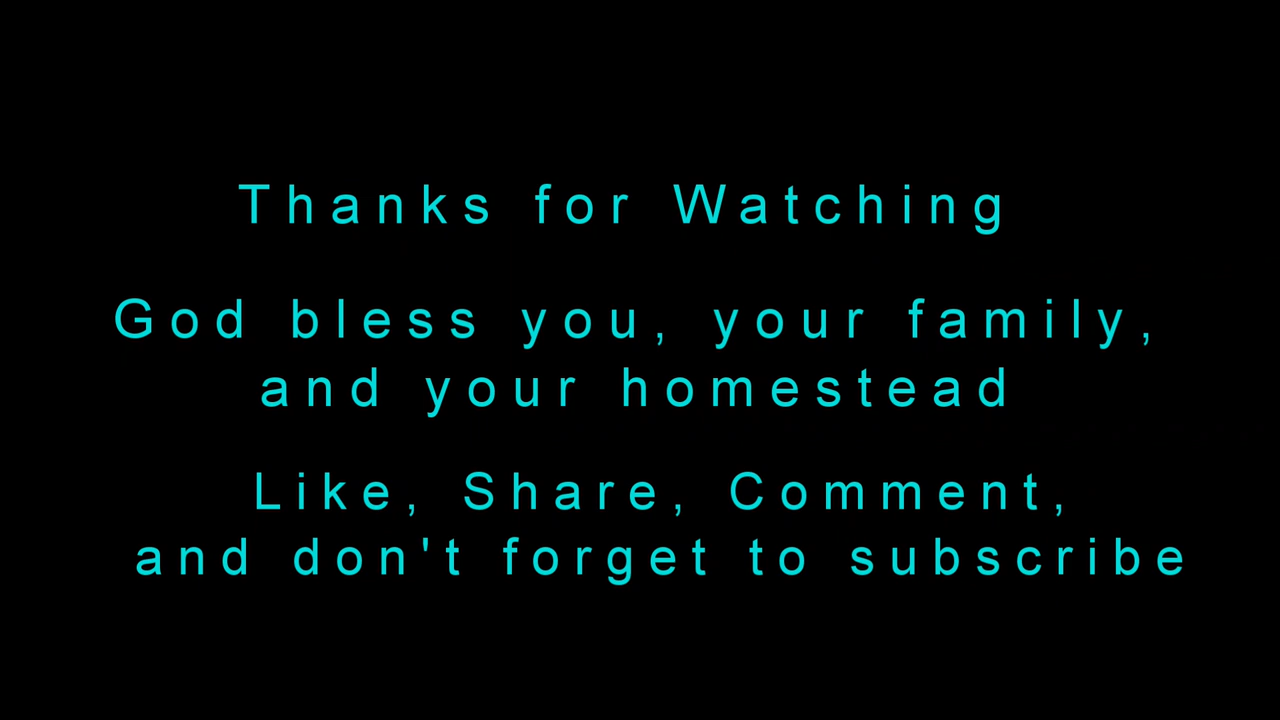 Thanks for Watching
God bless you, your family,
and your homestead
Like, Share, Comment,
and don't forget to subscribe